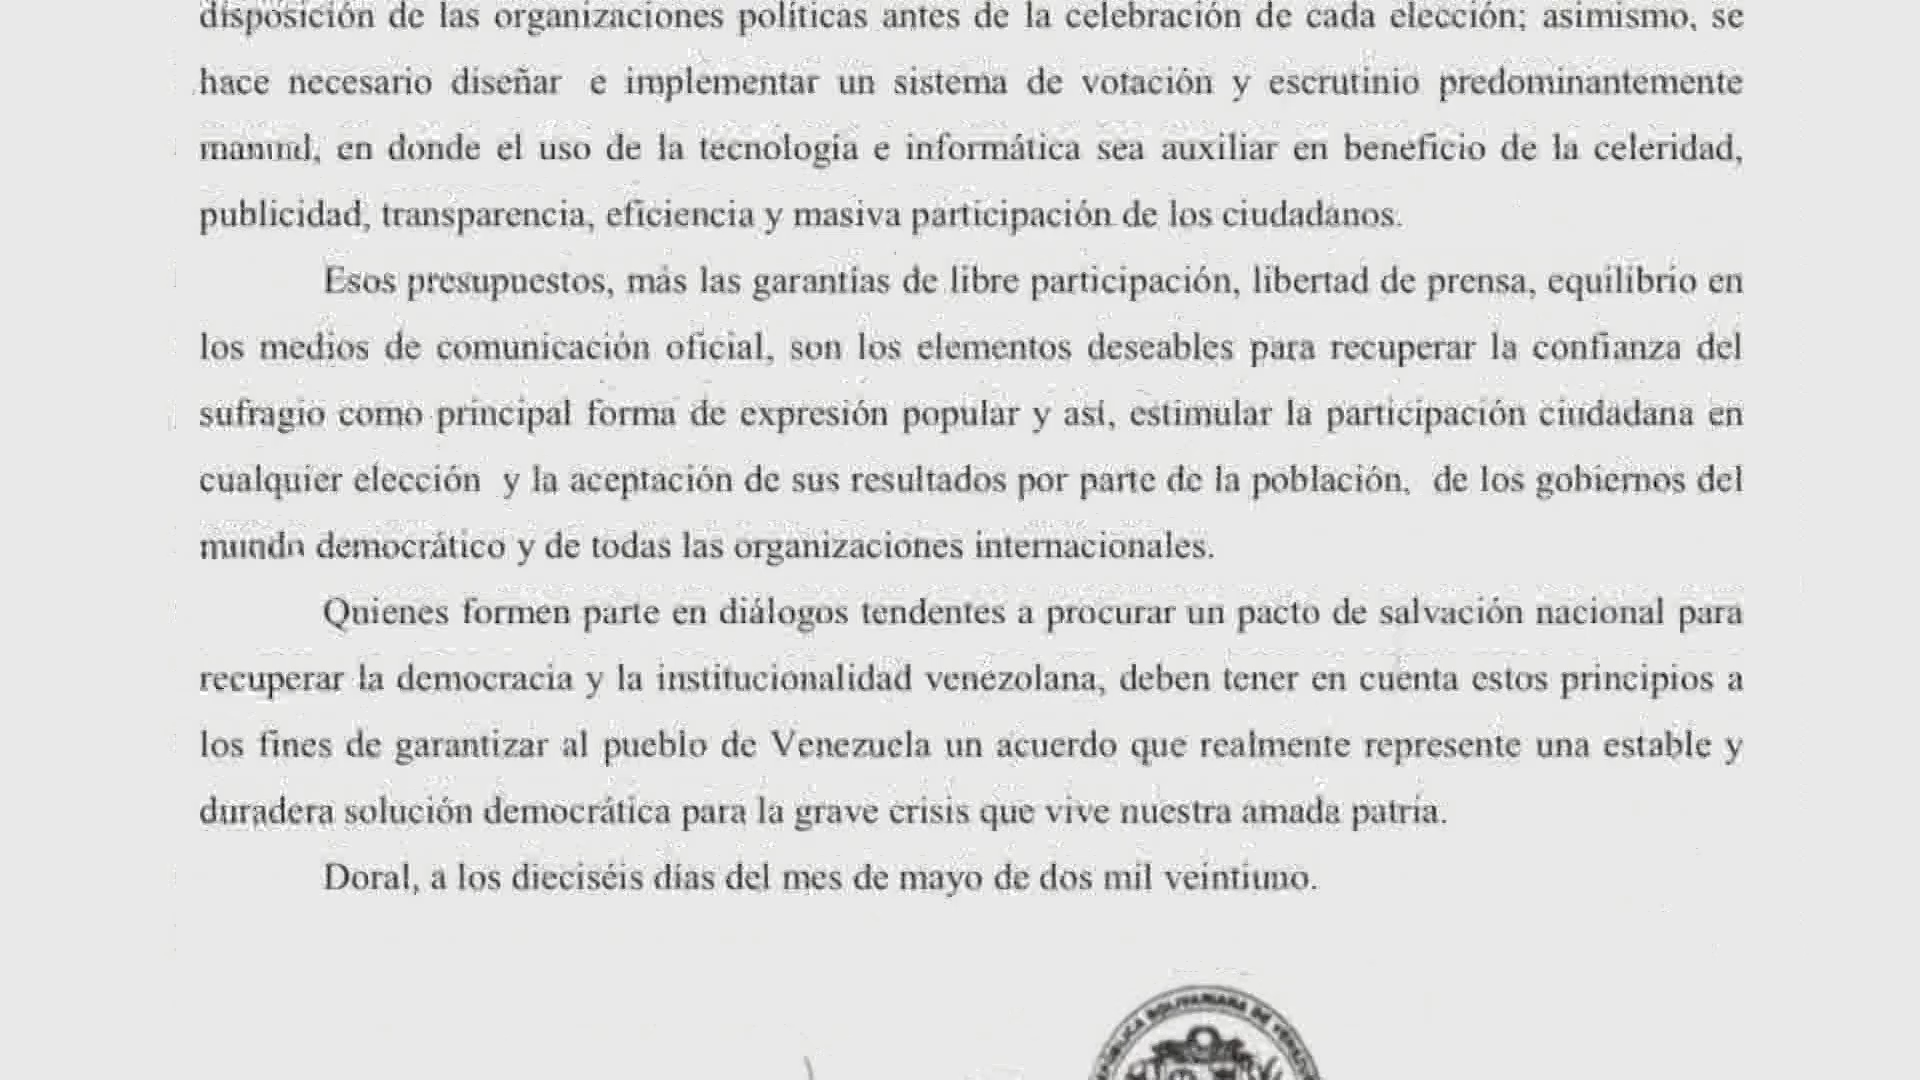 disposición de las organizaciones políticas antes de la celebración de cada elección; asimismo, se
hace necesario diseñar e implementar un sistema de votación y escrutinio predominantemente
manual, en donde el uso de la tecnología e informática sea auxiliar en beneficio de la celeridad,
publicidad, transparencia, eficiencia y masiva participación de los ciudadanos.
Esos presupuestos, más las garantías de libre participación, libertad de prensa, equilibrio en
los medios de comunicación oficial, son los elementos deseables para recuperar la confianza del
sufragio como principal forma de expresión popular y así, estimular la participación ciudadana en
cualquier elección y la aceptación de sus resultados por parte de la población, de los gobiernos del
mundo democrático y de todas las organizaciones internacionales.
Quienes formen parte en diálogos tendentes a procurar un pacto de salvación nacional para
recuperar la democracia y la institucionalidad venezolana, deben tener en cuenta estos principios a
los fines de garantizar al pueblo de Venezuela un acuerdo que realmente represente una estable y
duradera solución democrática para la grave crisis que vive nuestra amada patria.
Doral, a los dieciséis días del mes de mayo de dos mil veintiuno.
BOLIVARIANA DE